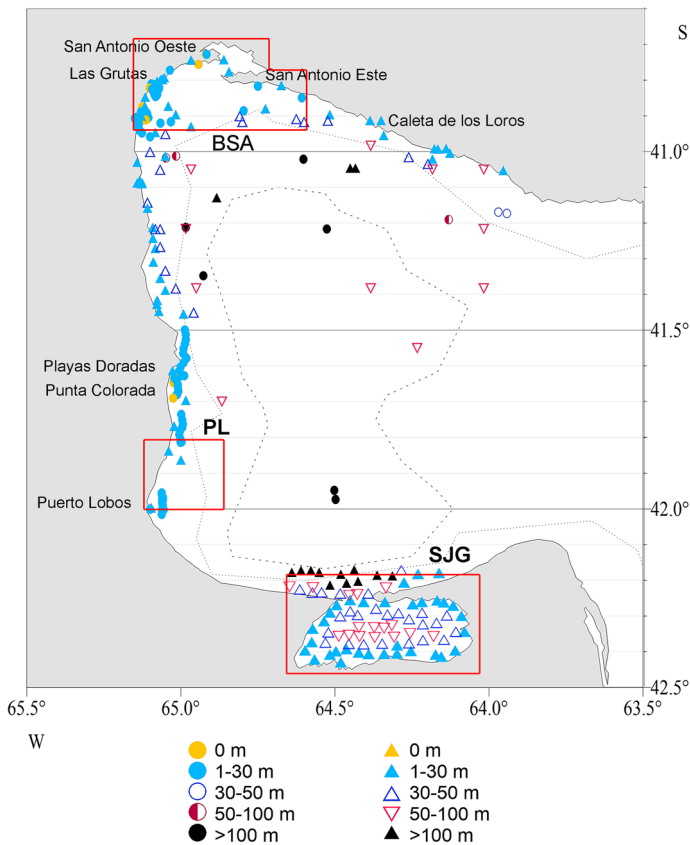 S
San Antonio Oeste
Las Grutas
San Antonio Este
Caleta de los Loros
BSA
41.0°
41.5°
Playas Doradas
Punta Colorada
PL
Puerto Lobos
42.0°
SJG
42.5°
65.5° 65.0° 64.5° 64.0° 63.5°
W
0 m 0 m
1-30 m 1-30 m
30-50 m 30-50 m
50-100 m 50-100 m
>100 m >100 m